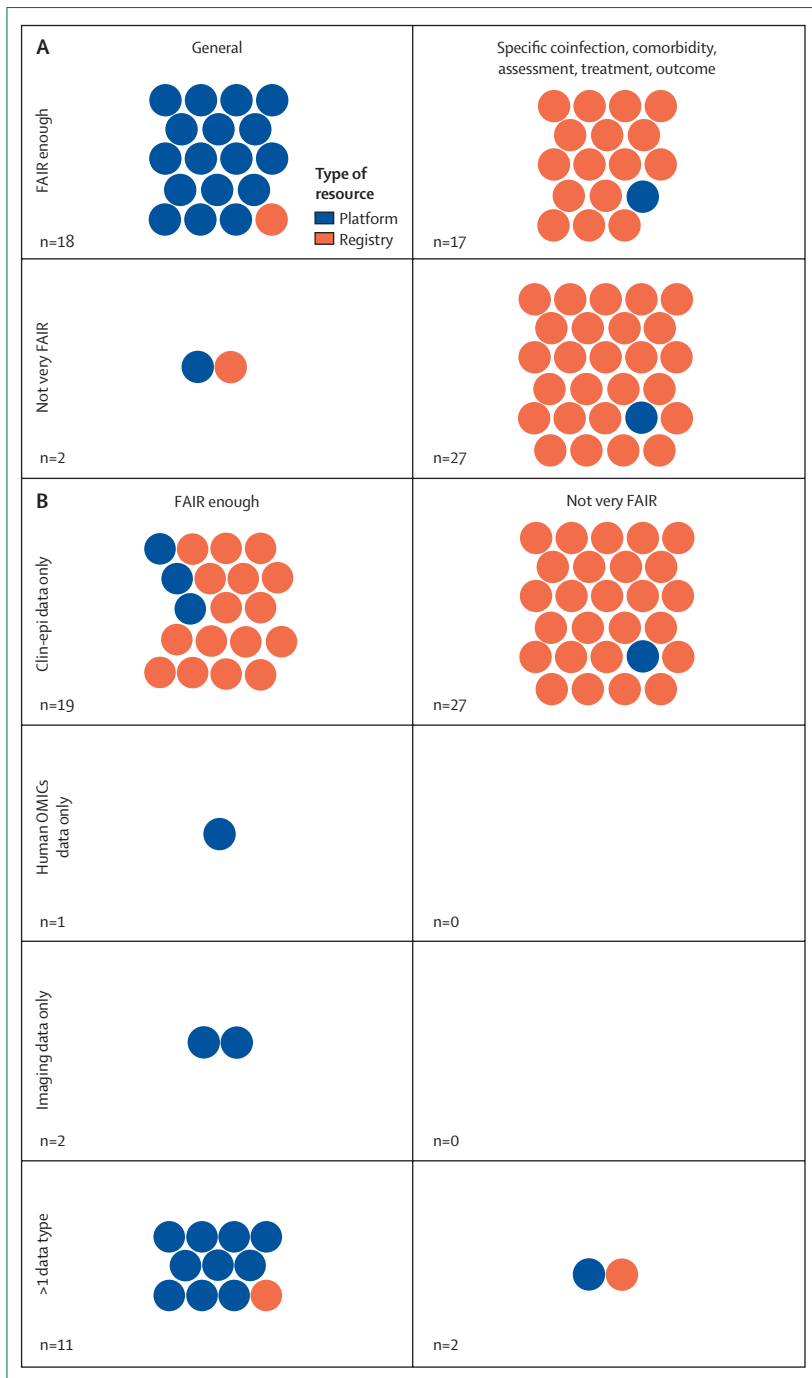 A
General
Specific coinfection, comorbidity,
assessment, treatment, outcome
FAIR enough
Type of
resource
Platform
Registry
n=18
n=17
Not very FAIR
n=2
n=27
B
FAIR enough
Not very FAIR
Clin-epi data only
n=19
n=27
Human OMICs
data only
n=1
n=0
Imaging data only
n=2
n=0
>1 data type
n=11
n=2